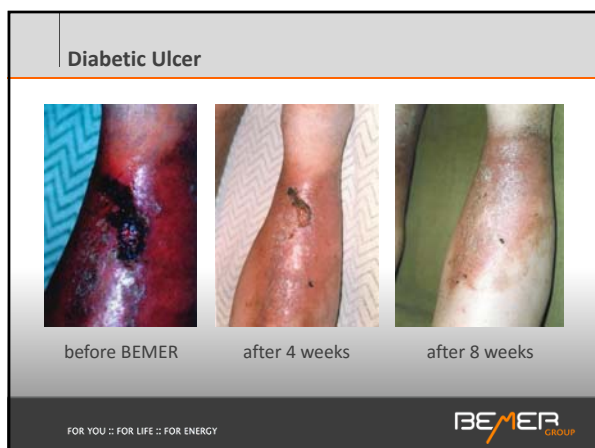 Diabetic Ulcer
before BEMER
after 4 weeks
after 8 weeks
FOR YOU :: FOR LIFE :: FOR ENERGY
BEMER
GROUP